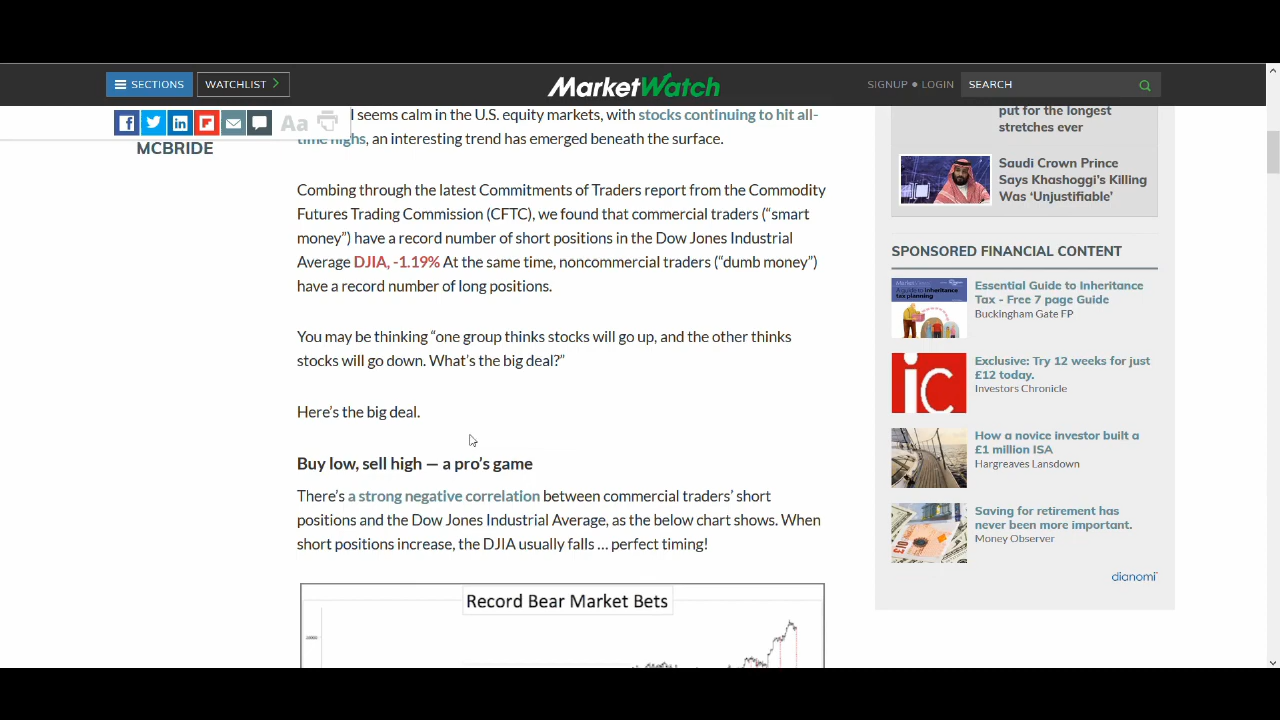 SECTIONS
WATCHLIST
MarketWatch
SIGNUP • LOGIN
SEARCH
Aa
MCBRIDE
l seems calm in the U.S. equity markets, with stocks continuing to hit all-
time highs, an interesting trend has emerged beneath the surface.
Combing through the latest Commitments of Traders report from the Commodity
Futures Trading Commission (CFTC), we found that commercial traders (“smart
money”) have a record number of short positions in the Dow Jones Industrial
Average DJIA, -1.19% At the same time, noncommercial traders (“dumb money”)
have a record number of long positions.
You may be thinking “one group thinks stocks will go up, and the other thinks
stocks will go down. What’s the big deal?”
Here’s the big deal.
Buy low, sell high — a pro’s game
There’s a strong negative correlation between commercial traders’ short
positions and the Dow Jones Industrial Average, as the below chart shows. When
short positions increase, the DJIA usually falls … perfect timing!
Record Bear Market Bets
put for the longest
stretches ever
Saudi Crown Prince
Says Khashoggi’s Killing
Was ‘Unjustifiable’
SPONSORED FINANCIAL CONTENT
Essential Guide to Inheritance
Tax - Free 7 page Guide
Buckingham Gate FP
ic
Exclusive: Try 12 weeks for just
£12 today.
Investors Chronicle
How a novice investor built a
£1 million ISA
Hargreaves Lansdown
Saving for retirement has
never been more important.
Money Observer
dianomi